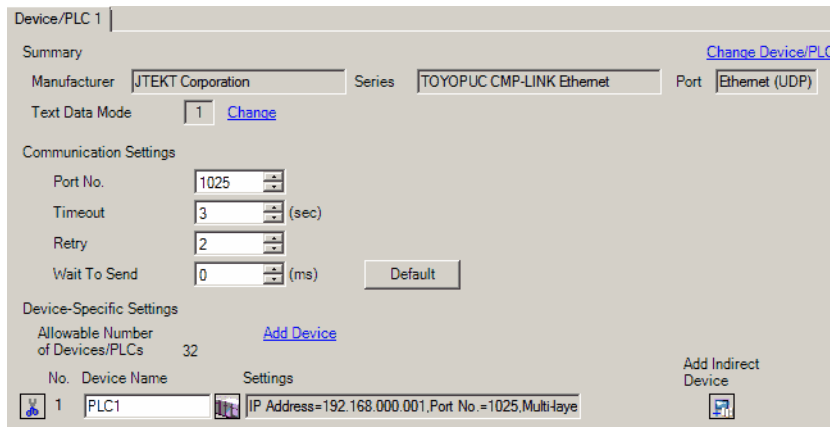 Device/PLC 1
Summary
Change Device/PLC
Manufacturer JTEKT Corporation Series TOYOPUC CMP-LINK Ethernet Port Ethernet (UDP)
Text Data Mode 1 Change
Communication Settings
Port No. 1025
Timeout 3 (sec)
Retry 2
Wait To Send 0 (ms) Default
Device-Specific Settings
Allowable Number
of Devices/PLCs 32
Add Device
Add Indirect
Device
No. Device Name Settings
1 PLC1 IP Address=192.168.000.001,Port No.=1025,Multi-laye